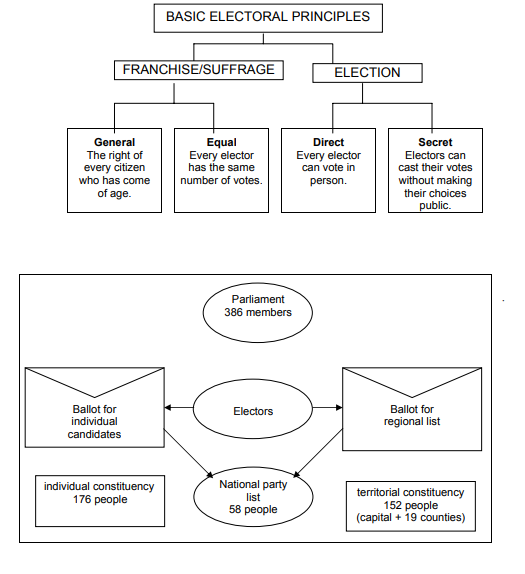 BASIC ELECTORAL PRINCIPLES
FRANCHISE/SUFFRAGE
ELECTION
General
The right of
every citizen
who has come
of age.
Equal
Every elector
has the same
number of votes.
Direct
Every elector
can vote in
person.
Secret
Electors can
cast their votes
without making
their choices
public.
Parliament
386 members
Ballot for
individual
candidates
Electors
Ballot for
regional list
individual constituency
176 people
National party
list
58 people
territorial constituency
152 people
(capital + 19 counties)